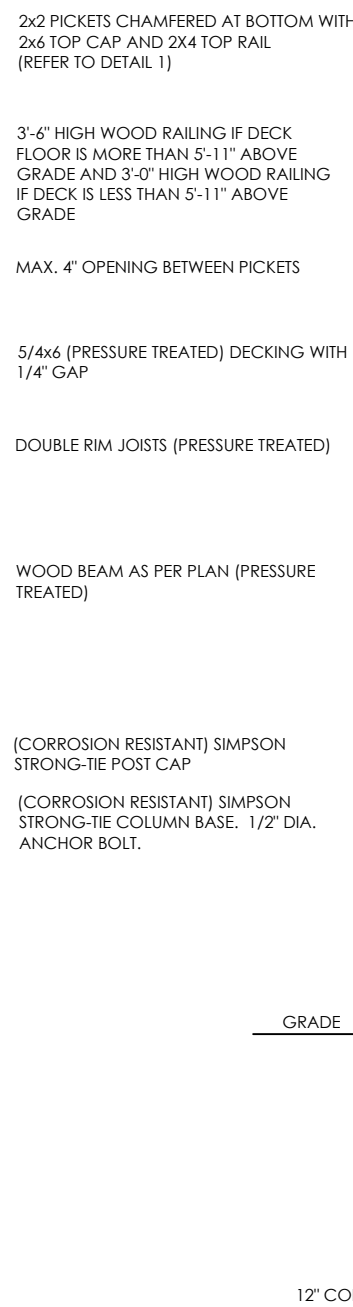 2x2 PICKETS CHAMFERED AT BOTTOM WITH
2x6 TOP CAP AND 2X4 TOP RAIL
(REFER TO DETAIL 1)
3'-6" HIGH WOOD RAILING IF DECK
FLOOR IS MORE THAN 5'-11" ABOVE
GRADE AND 3'-0" HIGH WOOD RAILING
IF DECK IS LESS THAN 5'-11" ABOVE
GRADE
MAX. 4" OPENING BETWEEN PICKETS
5/4x6 (PRESSURE TREATED) DECKING WITH
1/4" GAP
DOUBLE RIM JOISTS (PRESSURE TREATED)
WOOD BEAM AS PER PLAN (PRESSURE
TREATED)
(CORROSION RESISTANT) SIMPSON
STRONG-TIE POST CAP
(CORROSION RESISTANT) SIMPSON
STRONG-TIE COLUMN BASE. 1/2" DIA.
ANCHOR BOLT.
GRADE
12"